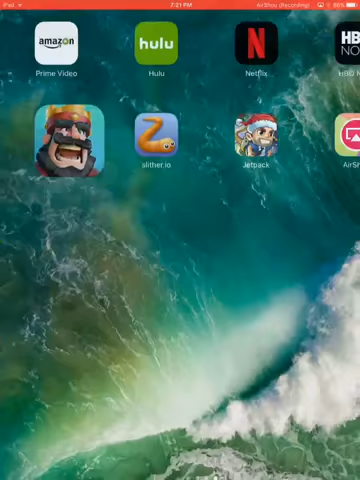 iPad 7:21 PM AirShou (Recording) 86%
amazon hulu N HBO
NO
Prime Video Hulu Netflix HBO N
slither.io Jetpack AirSh